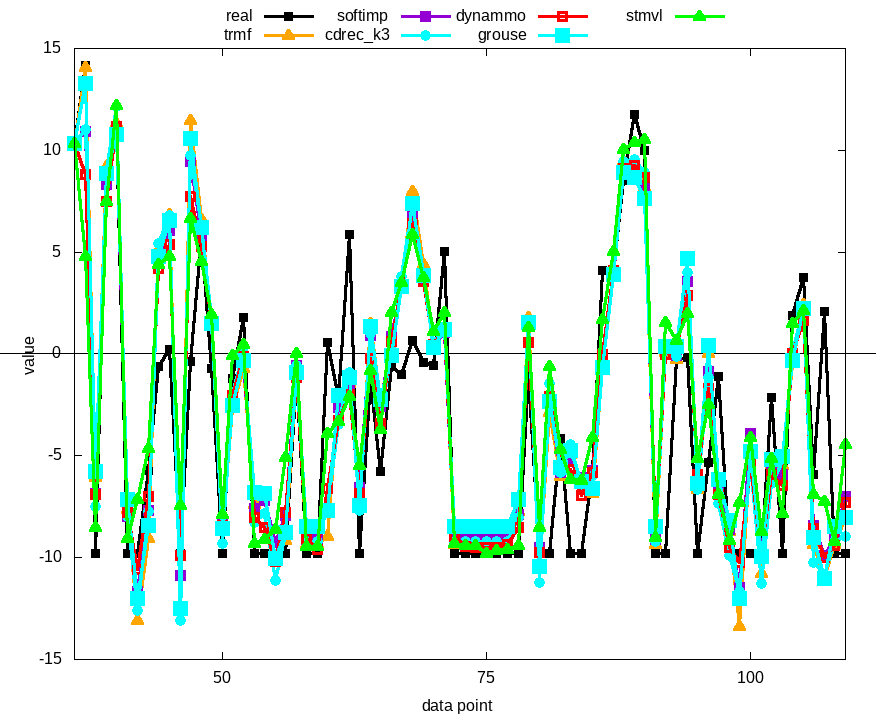 real softimp dynammo stmvl
trmf cdrec_k3 grouse
15
10
5
0
-5
-10
-15
value
50 75 100
data point